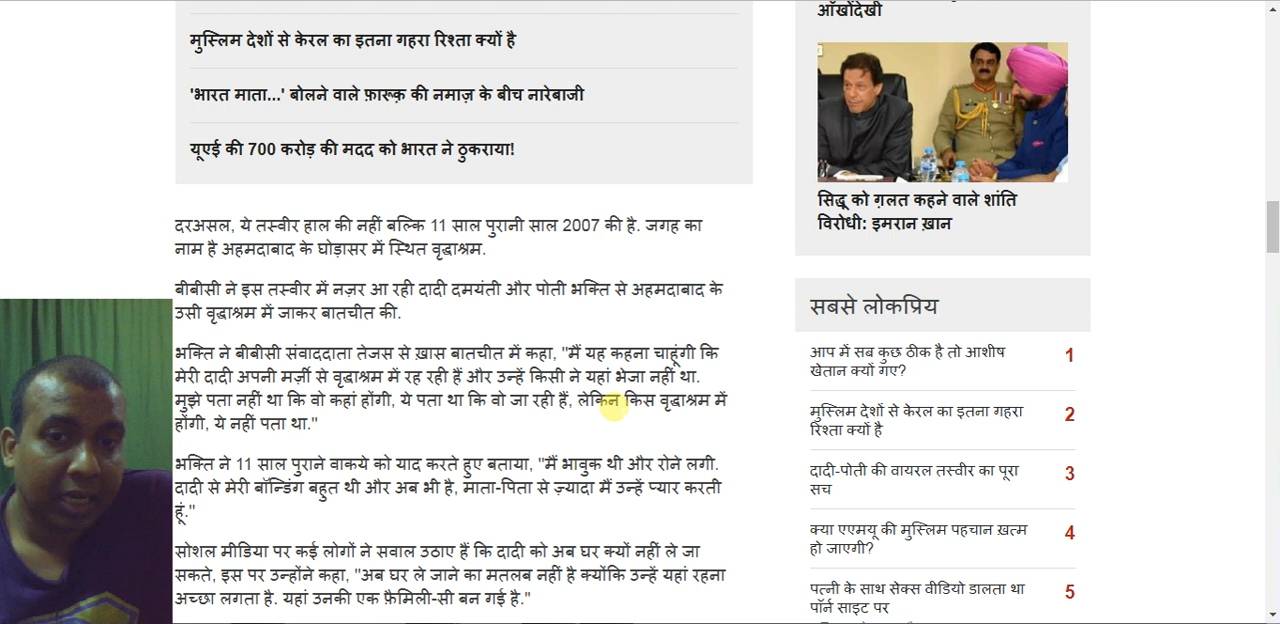 मुस्लिम देशों से केरल का इतना गहरा रिश्ता क्यों है
'भारत माता...' बोलने वाले फ़ारूक़ की नमाज़ के बीच नारेबाजी
यूएई की 700 करोड़ की मदद को भारत ने ठुकराया!
दरअसल, ये तस्वीर हाल की नहीं बल्कि 11 साल पुरानी साल 2007 की है. जगह का
नाम है अहमदाबाद के घोड़ासर में स्थित वृद्धाश्रम.
बीबीसी ने इस तस्वीर में नज़र आ रही दादी दमयंती और पोती भक्ति से अहमदाबाद के
उसी वृद्धाश्रम में जाकर बातचीत की.
भक्ति ने बीबीसी संवाददाता तेजस से ख़ास बातचीत में कहा, "मैं यह कहना चाहूंगी कि
मेरी दादी अपनी मर्ज़ी से वृद्धाश्रम में रह रही हैं और उन्हें किसी ने यहां भेजा नहीं था.
मुझे पता नहीं था कि वो कहां होंगी, ये पता था कि वो जा रही हैं, लेकिन किस वृद्धाश्रम में
होंगी, ये नहीं पता था."
भक्ति ने 11 साल पुराने वाकये को याद करते हुए बताया, "मैं भावुक थी और रोने लगी.
दादी से मेरी बॉन्डिंग बहुत थी और अब भी है, माता-पिता से ज़्यादा मैं उन्हें प्यार करती
हूं."
सोशल मीडिया पर कई लोगों ने सवाल उठाए हैं कि दादी को अब घर क्यों नहीं ले जा
सकते, इस पर उन्होंने कहा, "अब घर ले जाने का मतलब नहीं है क्योंकि उन्हें यहां रहना
अच्छा लगता है. यहां उनकी एक फ़ैमिली-सी बन गई है."
आँखोंदेखी
सिद्धू को ग़लत कहने वाले शांति
विरोधी: इमरान ख़ान
सबसे लोकप्रिय
आप में सब कुछ ठीक है तो आशीष
खेतान क्यों गए?
1
मुस्लिम देशों से केरल का इतना गहरा
रिश्ता क्यों है
2
दादी-पोती की वायरल तस्वीर का पूरा
सच
3
क्या एएमयू की मुस्लिम पहचान ख़त्म
हो जाएगी?
4
पत्नी के साथ सेक्स वीडियो डालता था
पॉर्न साइट पर
5